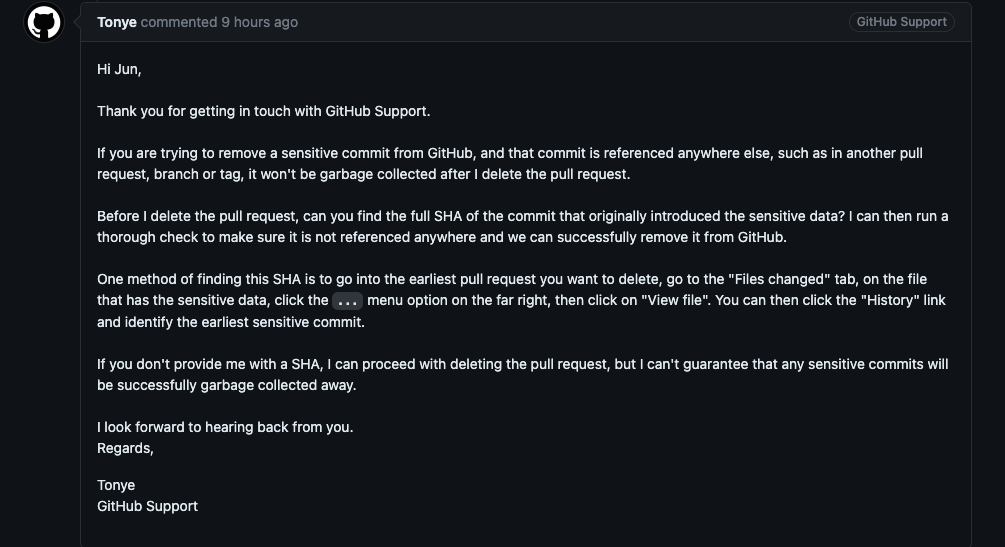 Tonye commented 9 hours ago
GitHub Support
Hi Jun,
Thank you for getting in touch with GitHub Support.
If you are trying to remove a sensitive commit from GitHub, and that commit is referenced anywhere else, such as in another pull
request, branch or tag, it won't be garbage collected after I delete the pull request.
Before I delete the pull request, can you find the full SHA of the commit that originally introduced the sensitive data? I can then run a
thorough check to make sure it is not referenced anywhere and we can successfully remove it from GitHub.
One method of finding this SHA is to go into the earliest pull request you want to delete, go to the "Files changed" tab, on the file
that has the sensitive data, click the ... menu option on the far right, then click on "View file". You can then click the "History" link
and identify the earliest sensitive commit.
If you don't provide me with a SHA, I can proceed with deleting the pull request, but I can't guarantee that any sensitive commits will
be successfully garbage collected away.
I look forward to hearing back from you.
Regards,
Tonye
GitHub Support